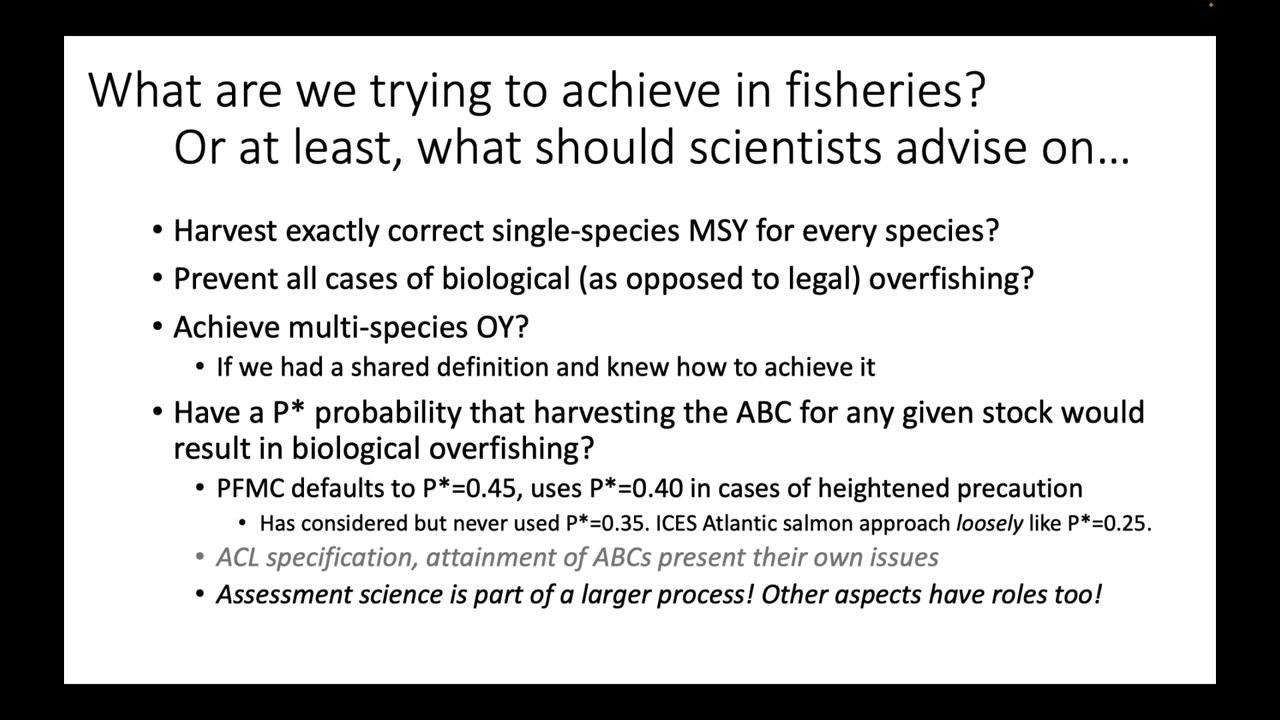 What are we trying to achieve in fisheries?
Or at least, what should scientists advise on...
• Harvest exactly correct single-species MSY for every species?
• Prevent all cases of biological (as opposed to legal) overfishing?
• Achieve multi-species OY?
• If we had a shared definition and knew how to achieve it
• Have a P* probability that harvesting the ABC for any given stock would
result in biological overfishing?
• PFMC defaults to P*=0.45, uses P*=0.40 in cases of heightened precaution
• Has considered but never used P*=0.35. ICES Atlantic salmon approach loosely like P*=0.25.
• ACL specification, attainment of ABCs present their own issues
• Assessment science is part of a larger process! Other aspects have roles too!